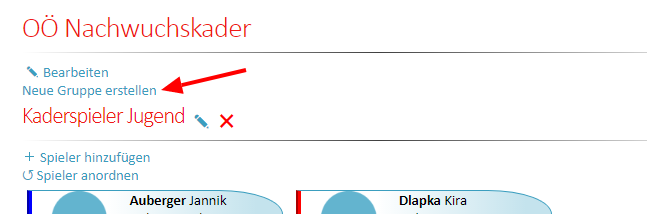 OÖ Nachwuchskader
Bearbeiten
Neue Gruppe erstellen
Kaderspieler Jugend
Spieler hinzufügen
Spieler anordnen
Auberger Jannik
Dlapka Kira